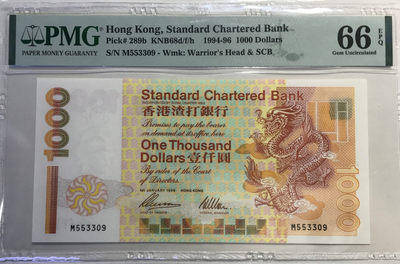 PMG
PAPER MONEY GUARANTY
Hong Kong, Standard Chartered Bank
Pick#289b KNB68d/f/h 1994-96 1000 Dollars
S/N M553309 - Wmk: Warrior's Head & SCB
66 EPQ
Gem Uncirculated
1000
Standard Chartered Bank
香港渣打銀行
Promises to pay the bearer
on demand at its office here
One Thousand
Dollars 壹仟圓
By order of the Court
of Directors
1ST JANUARY 1995 HONG KONG
M553309
M553309
1000